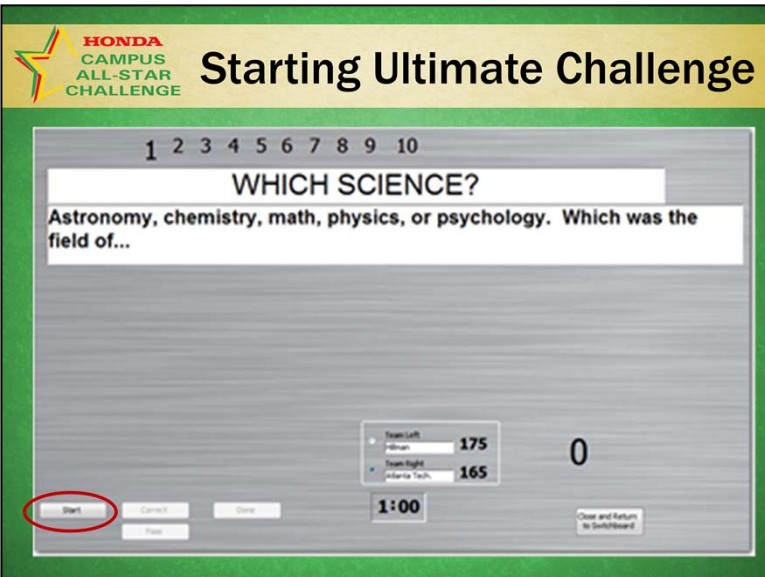 HONDA
CAMPUS
ALL-STAR
CHALLENGE
Starting Ultimate Challenge
1 2 3 4 5 6 7 8 9 10
WHICH SCIENCE?
Astronomy, chemistry, math, physics, or psychology. Which was the
field of...
Team Left
Hillman 175
Team Right
Atlanta Tech. 165
0
Start Correct Done
1:00
Pass
Close and Return
to Switchboard